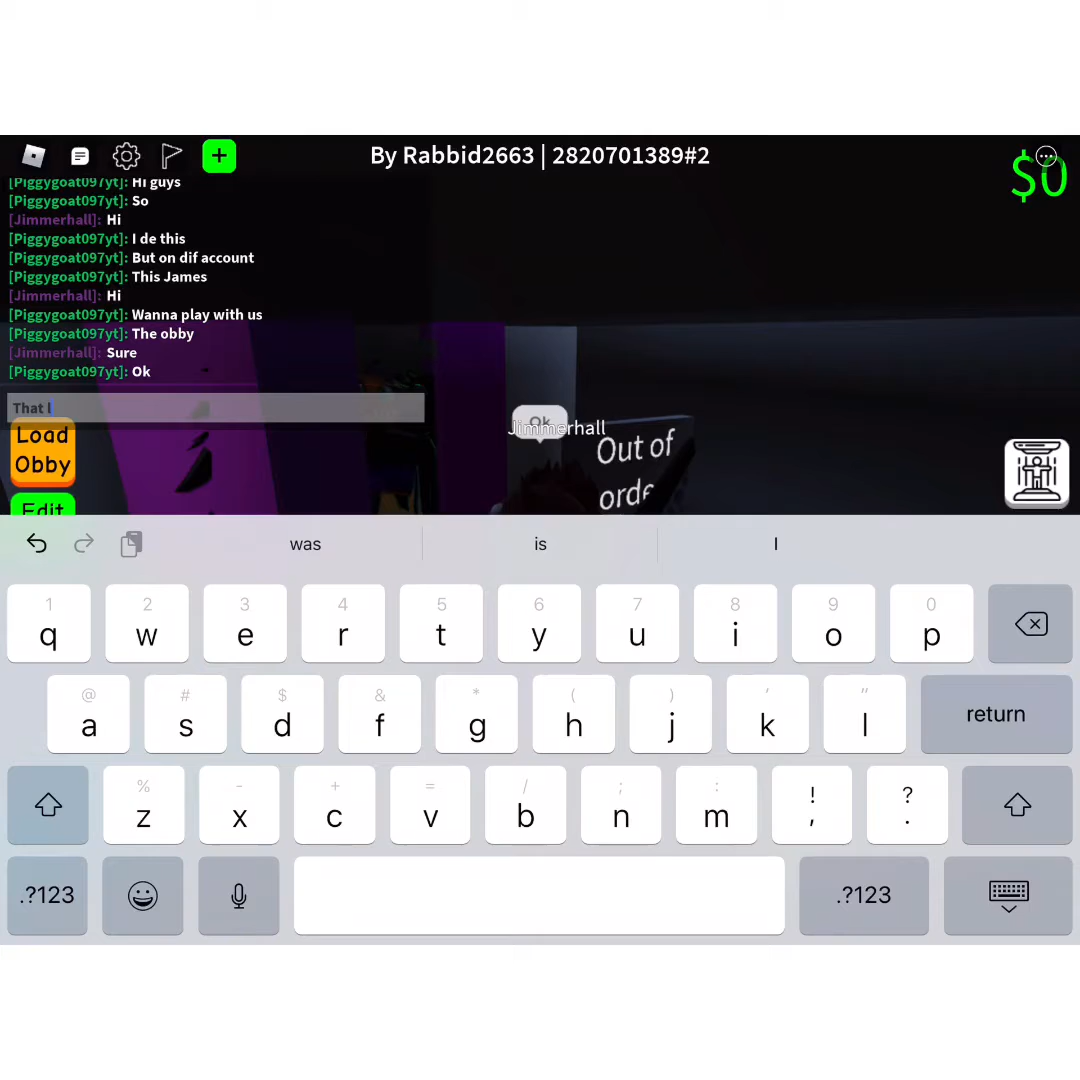 By Rabbid2663 | 2820701389#2
$0
[Piggygoat097yt]: Hi guys
[Piggygoat097yt]: So
[Jimmerhall]: Hi
[Piggygoat097yt]: I de this
[Piggygoat097yt]: But on dif account
[Piggygoat097yt]: This James
[Jimmerhall]: Hi
[Piggygoat097yt]: Wanna play with us
[Piggygoat097yt]: The obby
[Jimmerhall]: Sure
[Piggygoat097yt]: Ok
That l
Load
Obby
Edit
Ok
Jimmerhall
Out of
orde
was is I
1 2 3 4 5 6 7 8 9 0
q w e r t y u i o p
@ # $ & * ( ) ' "
a s d f g h j k l return
% - + = / ; : ! ?
z x c v b n m , .
.?123 .?123